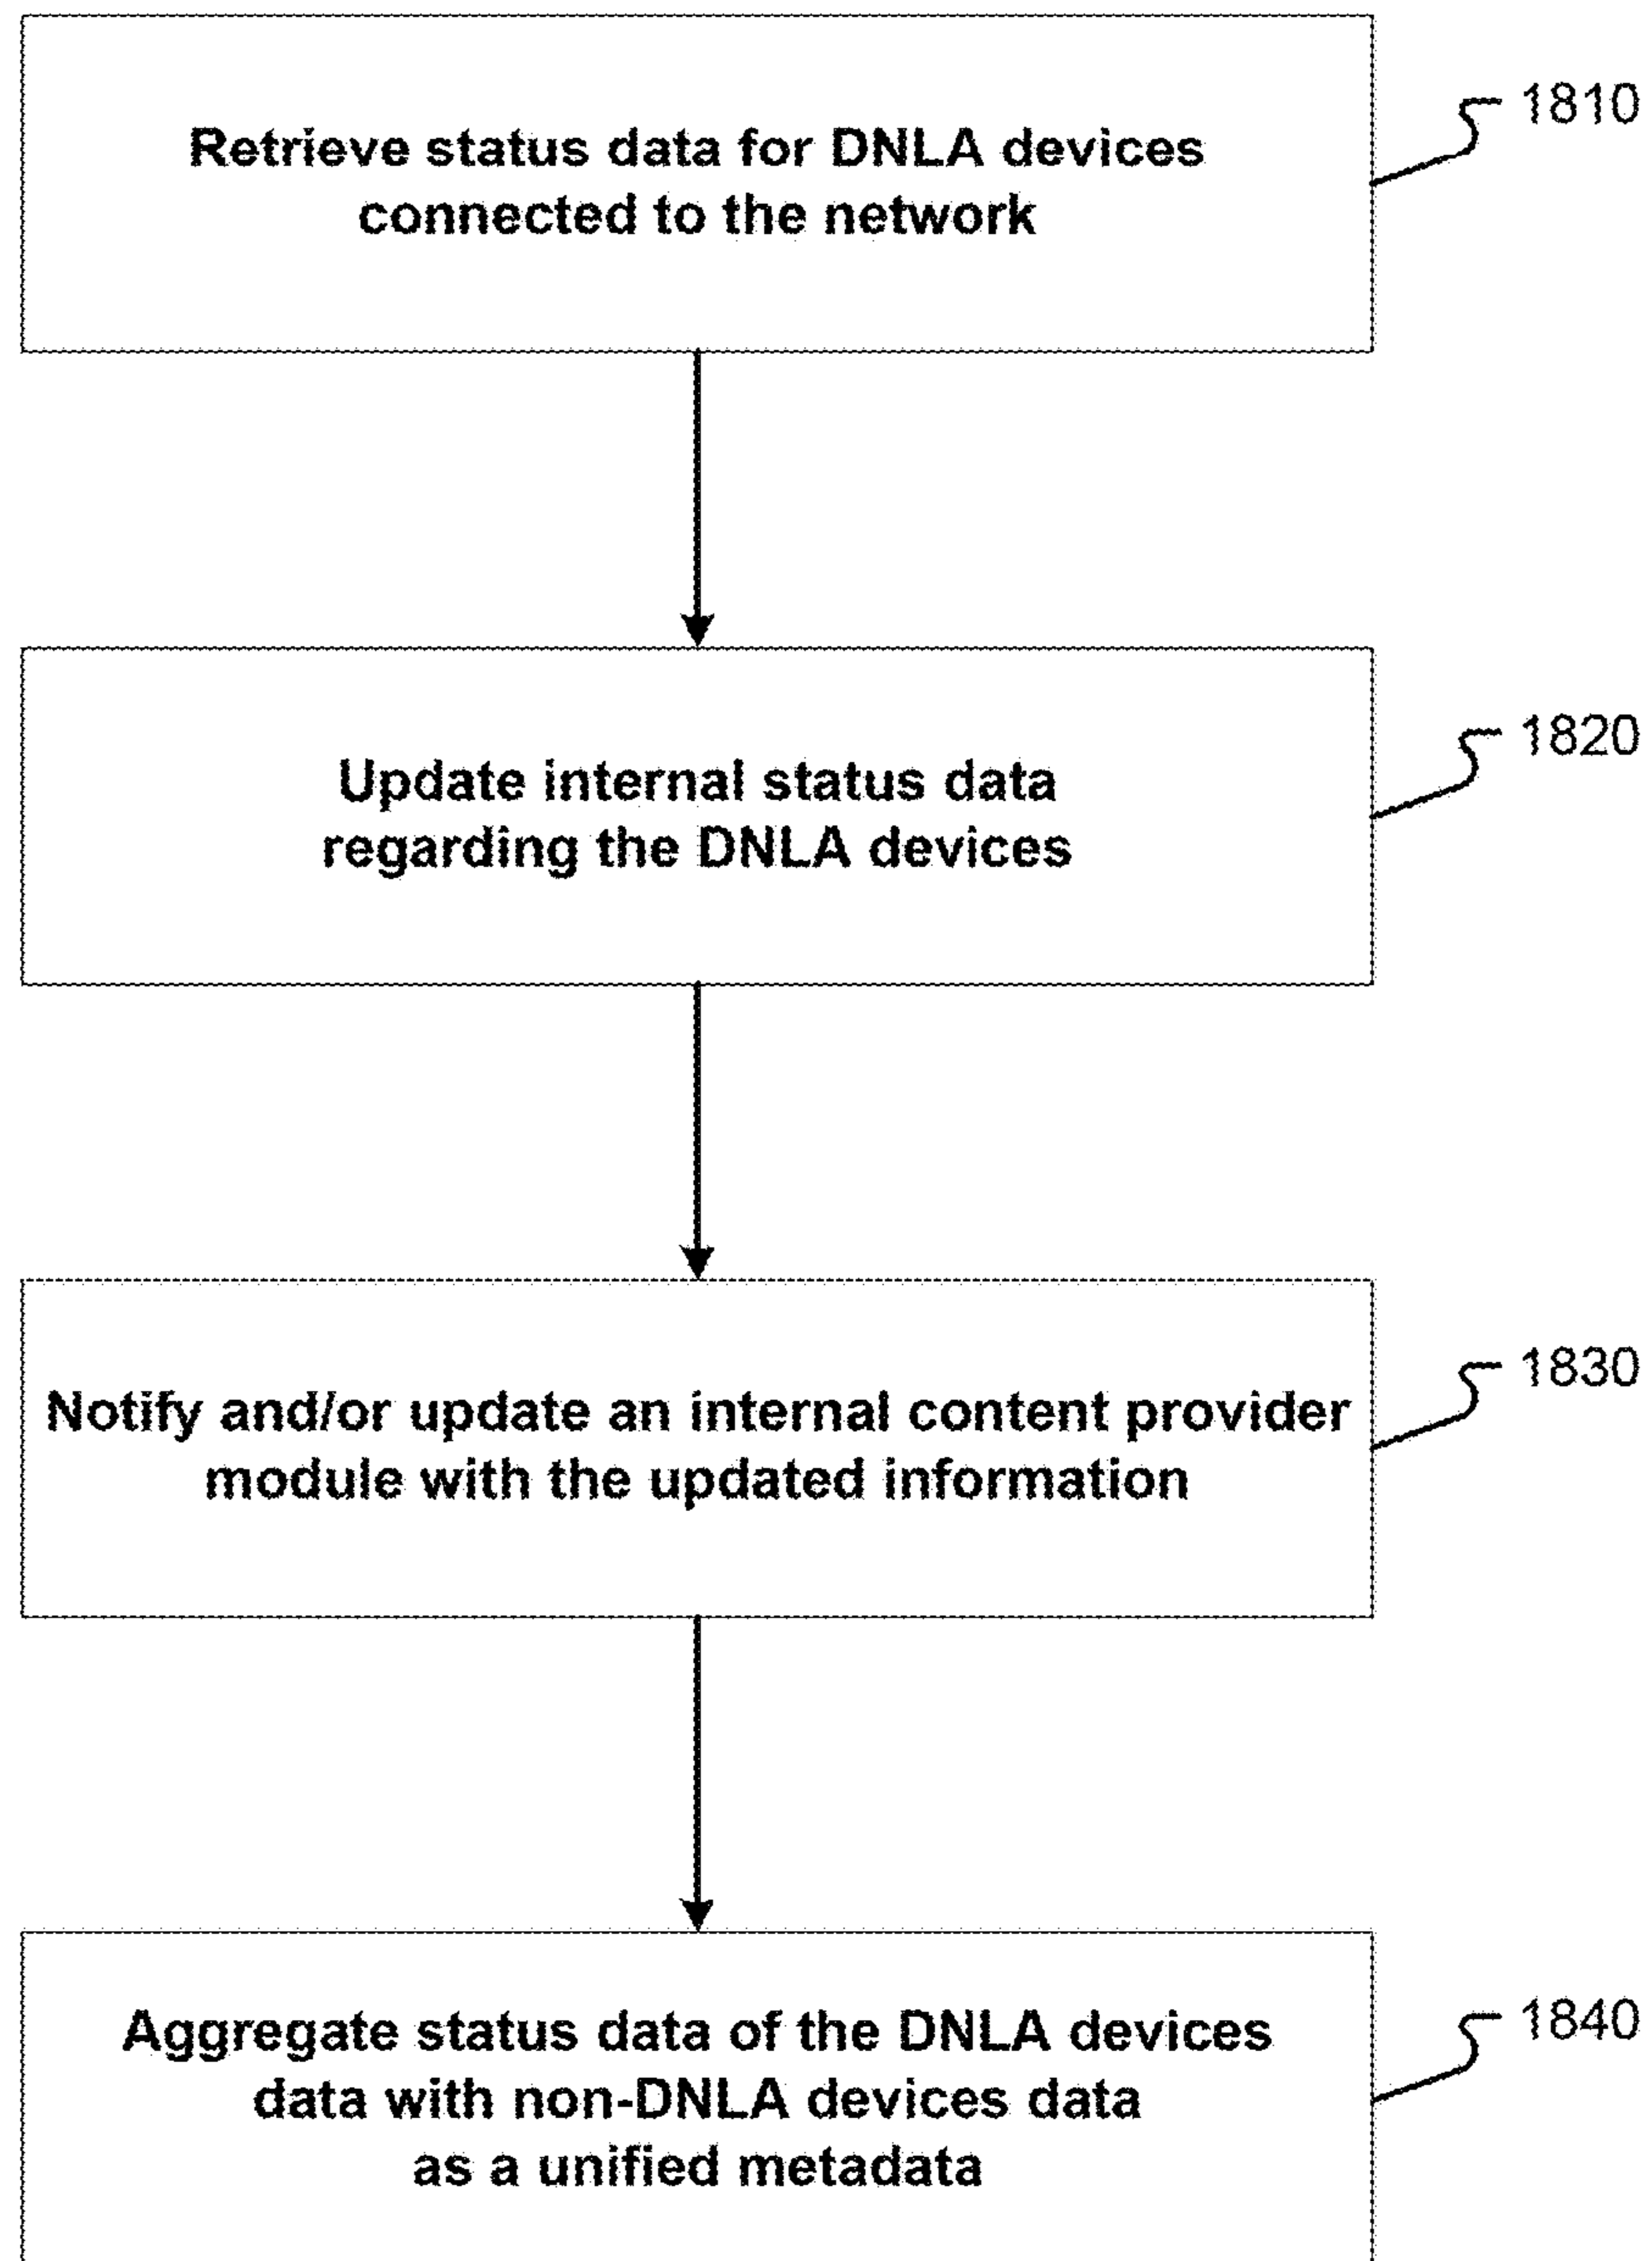 Retrieve status data for DNLA devices
connected to the network
1810
Update internal status data
regarding the DNLA devices
1820
Notify and/or update an internal content provider
module with the updated information
1830
Aggregate status data of the DNLA devices
data with non-DNLA devices data
as a unified metadata
1840